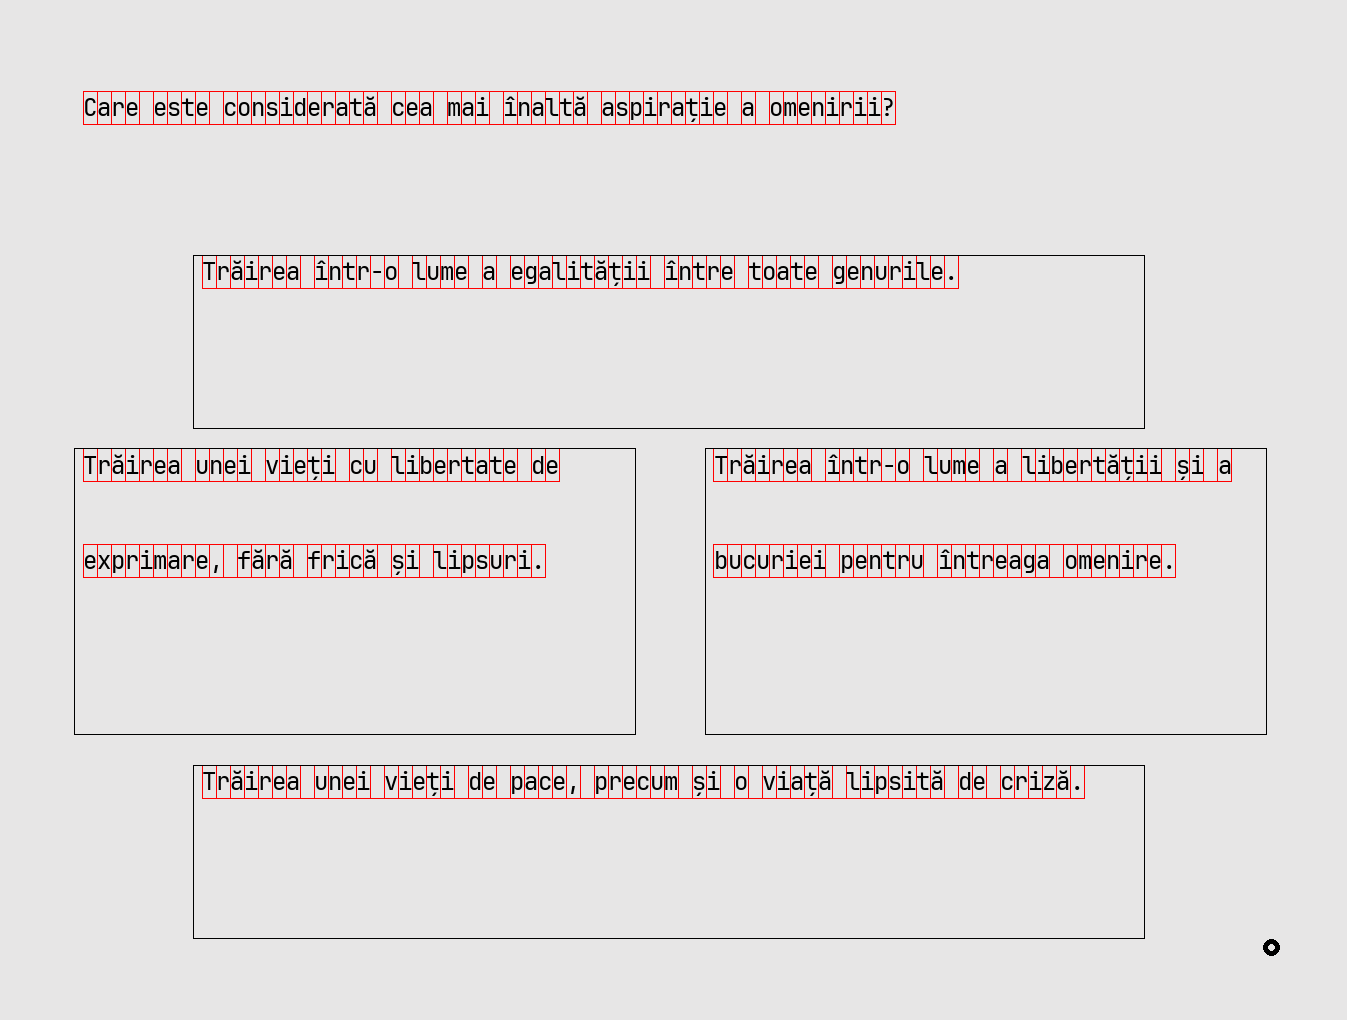 Care este considerată cea mai înaltă aspirație a omenirii?
Trăirea într-o lume a egalității între toate genurile.
Trăirea unei vieți cu libertate de
exprimare, fără frică și lipsuri.
Trăirea într-o lume a libertății și a
bucuriei pentru întreaga omenire.
Trăirea unei vieți de pace, precum și o viață lipsită de criză.